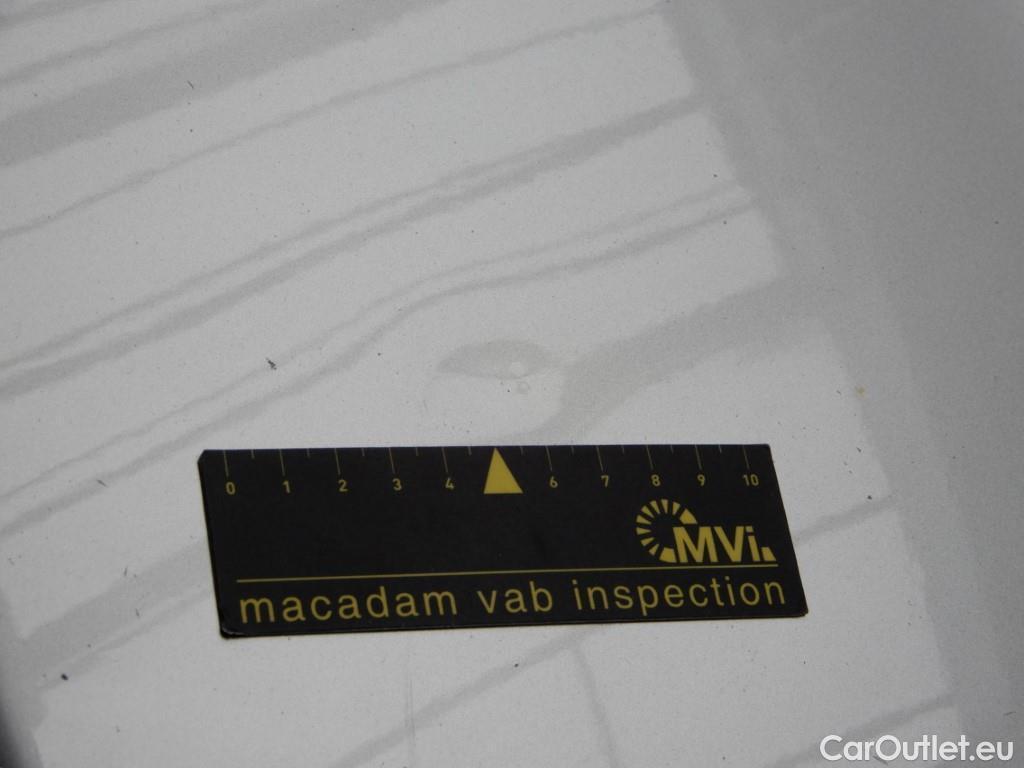 0 1 2 3 4 6 7 8 9 10
MVi.
macadam vab inspection
CarOutlet.eu